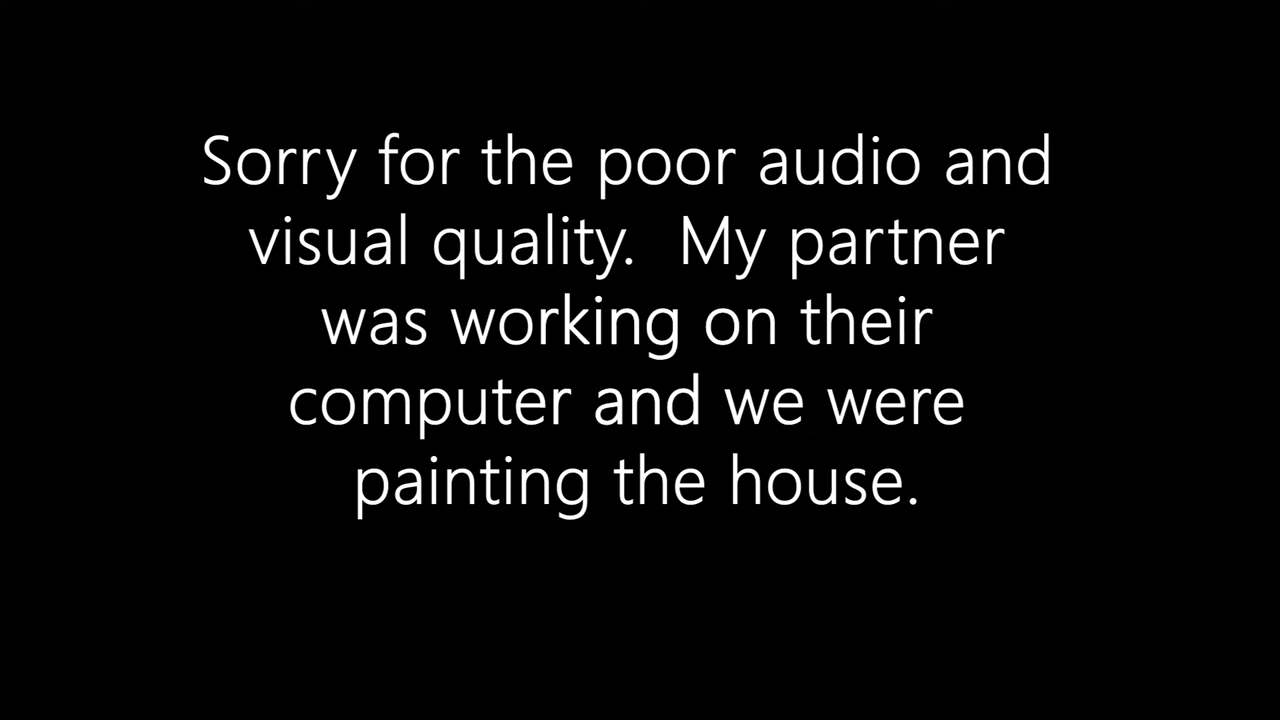 Sorry for the poor audio and
visual quality.  My partner
was working on their
computer and we were
painting the house.